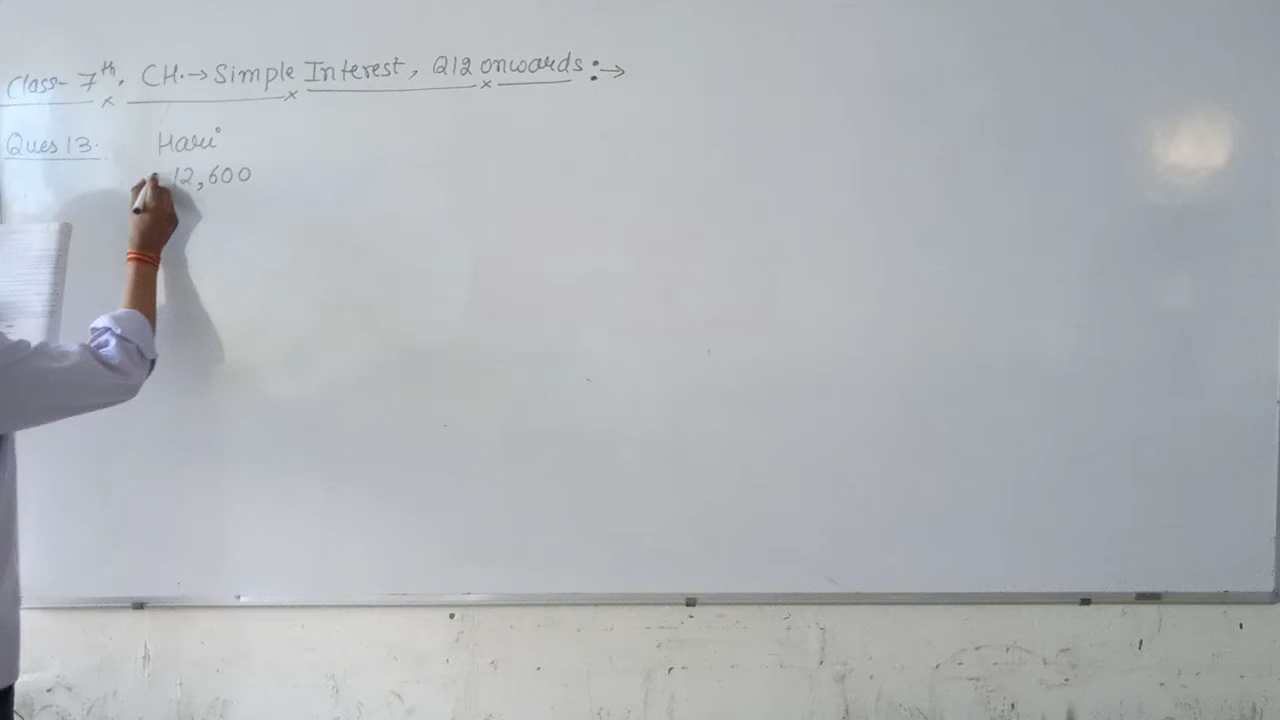 Class- 7th, CH.→ Simple Interest, Q12 onwards:→
Ques 13. Hari
12,600